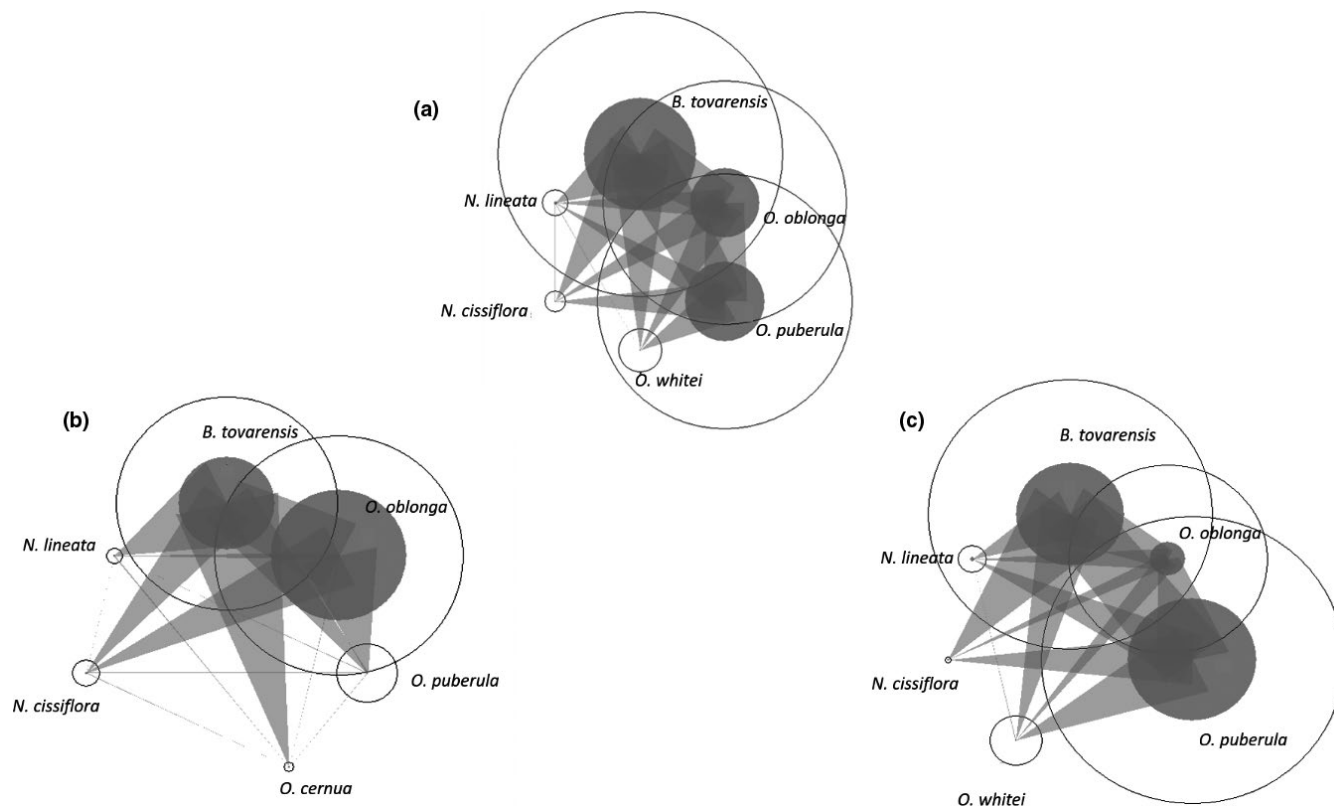 (a)
B. tovarensis
N. lineata
O. oblonga
N. cissiflora
O. puberula
O. whitei
(b)
B. tovarensis
O. oblonga
N. lineata
O. puberula
N. cissiflora
O. cernua
(c)
B. tovarensis
O. oblonga
N. lineata
N. cissiflora
O. puberula
O. whitei